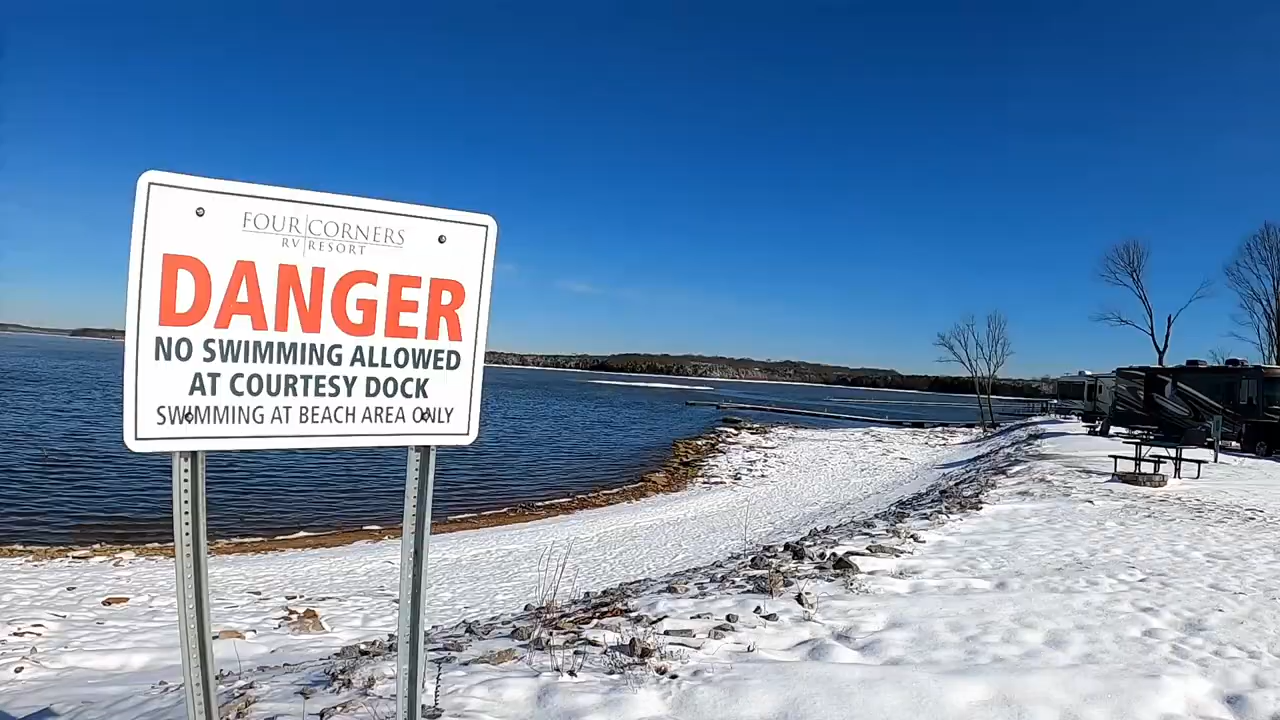 FOUR CORNERS
RV RESORT
DANGER
NO SWIMMING ALLOWED
AT COURTESY DOCK
SWIMMING AT BEACH AREA ONLY